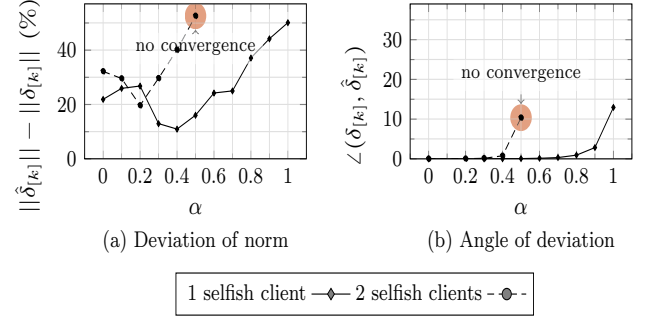 ||δ̂[k]|| − ||δ[k]|| (%)
40
20
0
no convergence
0 0.2 0.4 0.6 0.8 1
α
(a) Deviation of norm
∠(δ[k], δ̂[k])
30
20
10
0
no convergence
0 0.2 0.4 0.6 0.8 1
α
(b) Angle of deviation
1 selfish client 2 selfish clients